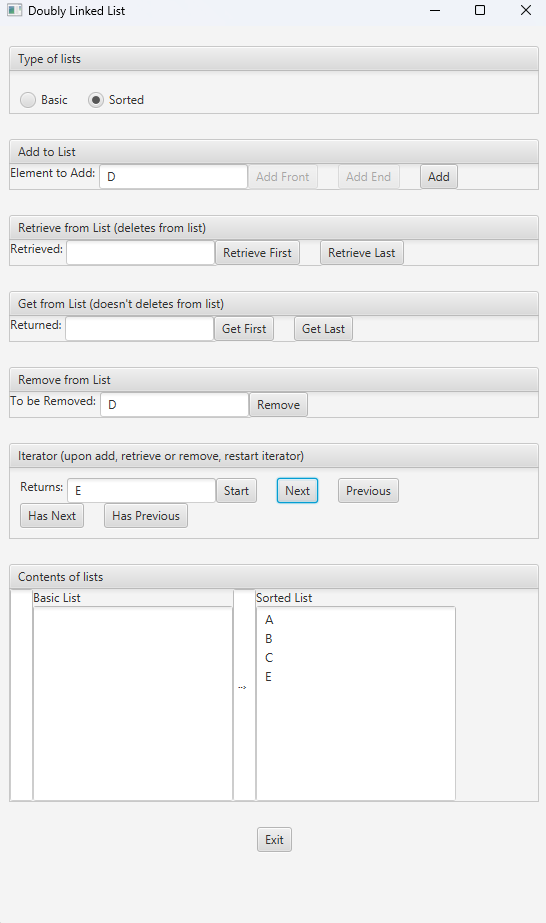 Doubly Linked List
Type of lists
Basic Sorted
Add to List
Element to Add: D Add Front Add End Add
Retrieve from List (deletes from list)
Retrieved: Retrieve First Retrieve Last
Get from List (doesn't deletes from list)
Returned: Get First Get Last
Remove from List
To be Removed: D Remove
Iterator (upon add, retrieve or remove, restart iterator)
Returns: E Start Next Previous
Has Next Has Previous
Contents of lists
Basic List Sorted List
A
B
C
E
Exit